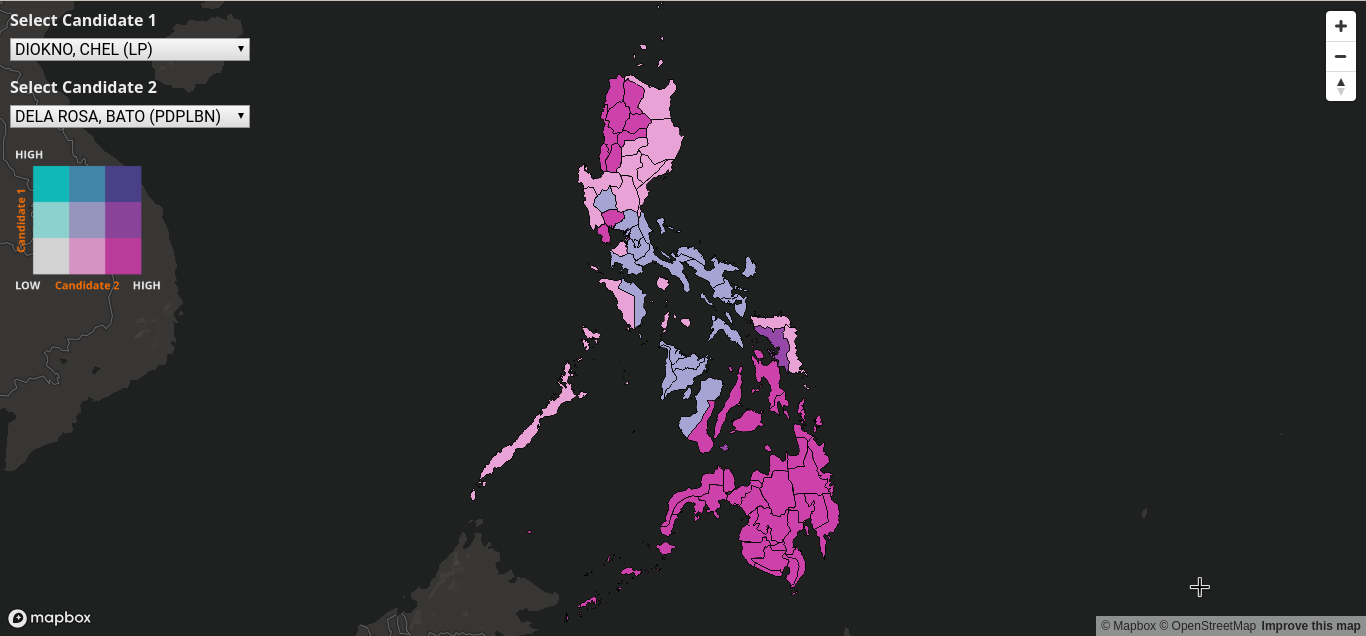 Select Candidate 1
DIOKNO, CHEL (LP)
Select Candidate 2
DELA ROSA, BATO (PDPLBN)
HIGH
Candidate 1
LOW Candidate 2 HIGH
mapbox
© Mapbox © OpenStreetMap Improve this map